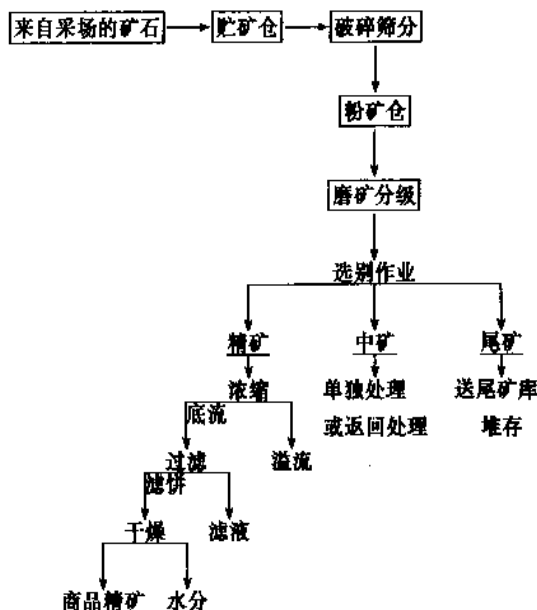 来自采场的矿石
贮矿仓
破碎筛分
粉矿仓
磨矿分级
选别作业
精矿
中矿
尾矿
浓缩
单独处理
或返回处理
送尾矿库
堆存
底流
过滤
溢流
滤饼
干燥
滤液
商品精矿
水分